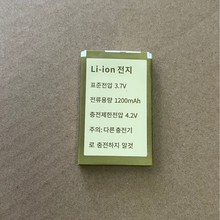 Li-ion 전지
표준전압 3.7V
전류용량 1200mAh
충전제한전압 4.2V
주의: 다른 충전기
로 충전하지 말것